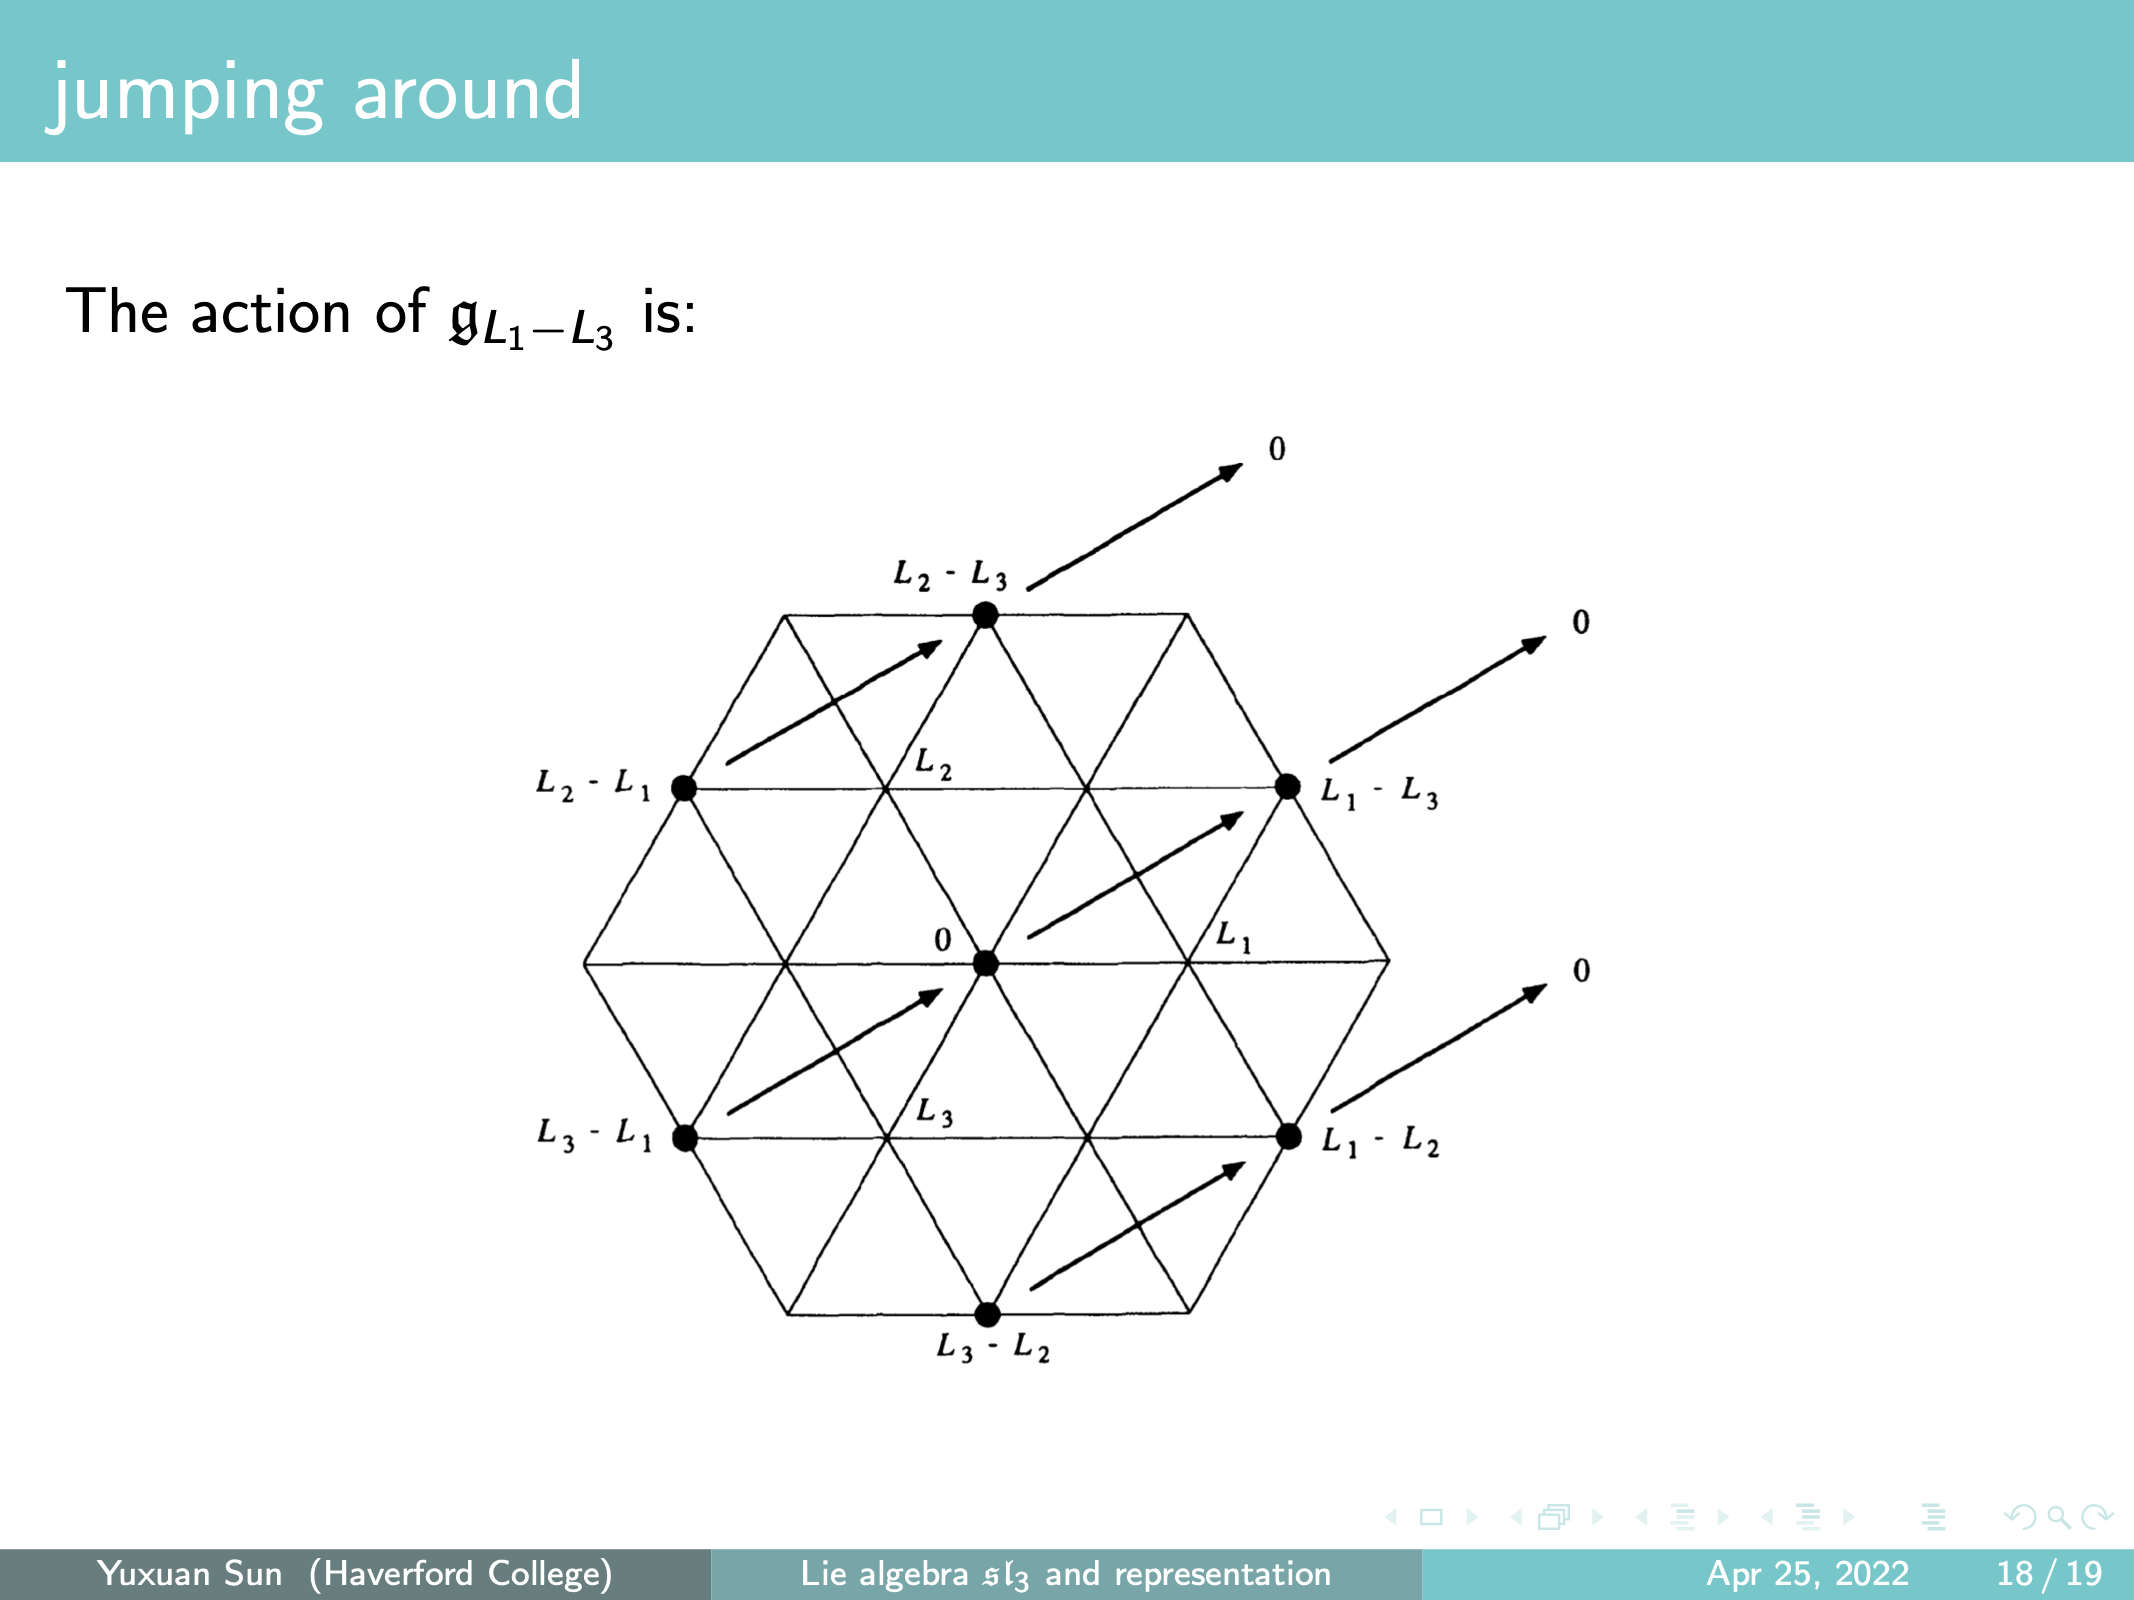 jumping around
The action of 𝔤_{L₁−L₃} is:
0
L₂ - L₃
0
L₂
L₂ - L₁
L₁ - L₃
0
L₁
0
L₃
L₃ - L₁
L₁ - L₂
L₃ - L₂
Yuxuan Sun (Haverford College)
Lie algebra 𝔰𝔩₃ and representation
Apr 25, 2022
18 / 19